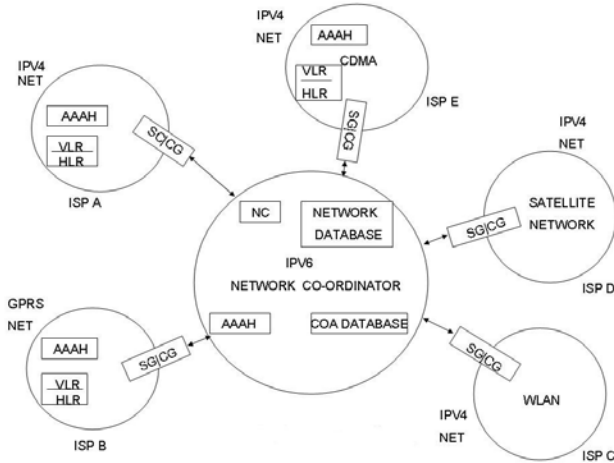 IPV4
NET
AAAH
VLR
HLR
SC|CG
ISP A
IPV4
NET
AAAH
CDMA
VLR
HLR
SG|CG
ISP E
IPV4
NET
SATELLITE
NETWORK
SG|CG
ISP D
NC
NETWORK
DATABASE
IPV6
NETWORK CO-ORDINATOR
AAAH
COA DATABASE
GPRS
NET
AAAH
VLR
HLR
SG|CG
ISP B
SG|CG
WLAN
IPV4
NET
ISP C